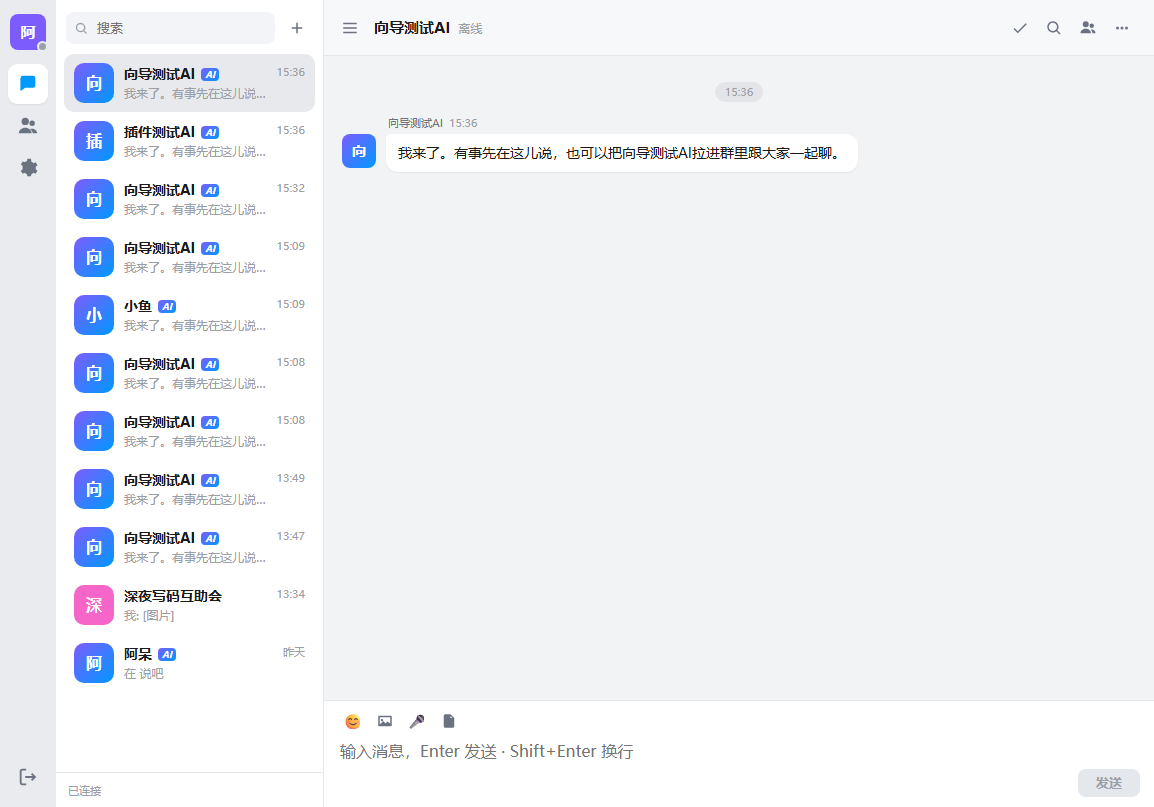 阿
搜索
向
向导测试AI AI 15:36
我来了。有事先在这儿说...
插
插件测试AI AI 15:36
我来了。有事先在这儿说...
向
向导测试AI AI 15:32
我来了。有事先在这儿说...
向
向导测试AI AI 15:09
我来了。有事先在这儿说...
小
小鱼 AI 15:09
我来了。有事先在这儿说...
向
向导测试AI AI 15:08
我来了。有事先在这儿说...
向
向导测试AI AI 15:08
我来了。有事先在这儿说...
向
向导测试AI AI 13:49
我来了。有事先在这儿说...
向
向导测试AI AI 13:47
我来了。有事先在这儿说...
深
深夜写码互助会 13:34
我: [图片]
阿
阿呆 AI 昨天
在 说吧
已连接
向导测试AI 离线
15:36
向导测试AI 15:36
向
我来了。有事先在这儿说，也可以把向导测试AI拉进群里跟大家一起聊。
输入消息，Enter 发送 · Shift+Enter 换行
发送